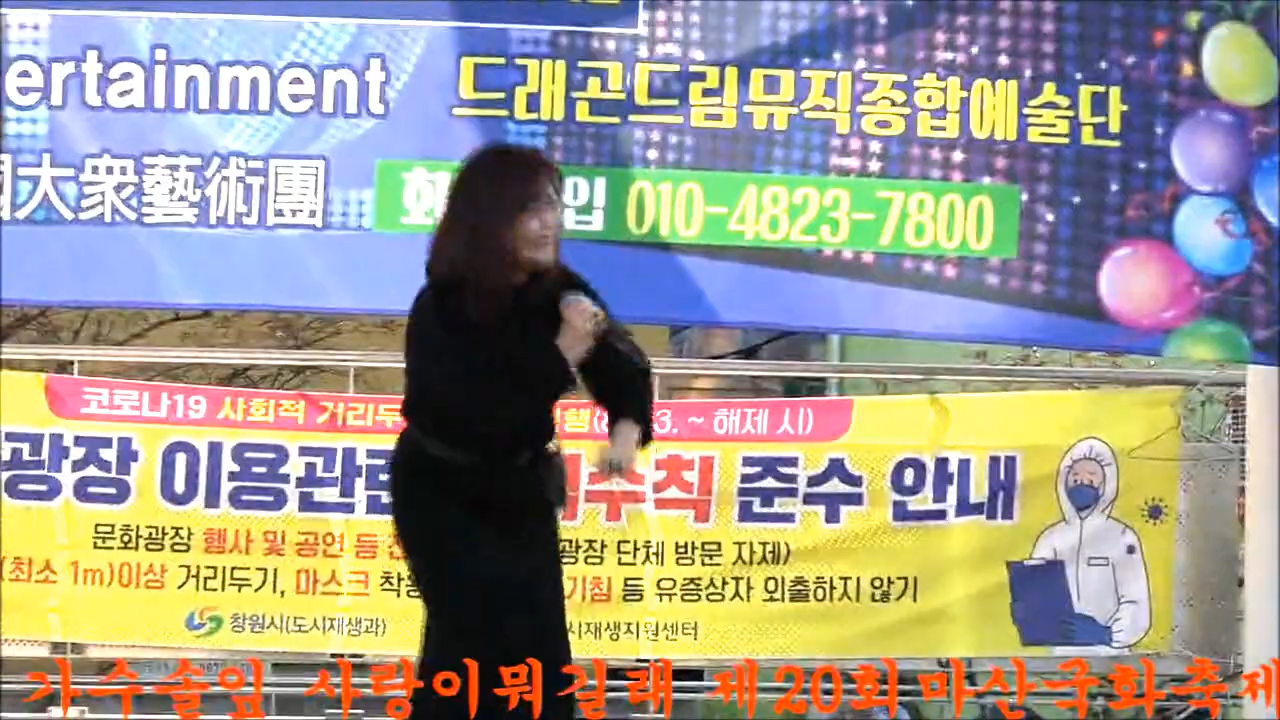 ertainment 드래곤드림뮤직종합예술단
大衆藝術團 입 010-4823-7800
코로나19 사회적 거리두 행( 3. ~ 해제 시)
광장 이용관련 수칙 준수 안내
문화광장 행사 및 공연 등 광장 단체 방문 자제)
(최소 1m)이상 거리두기, 마스크 착용 기침 등 유증상자 외출하지 않기
창원시(도시재생과) 시재생지원센터
가수솔잎 사랑이뭐길래 제20회마산국화축제